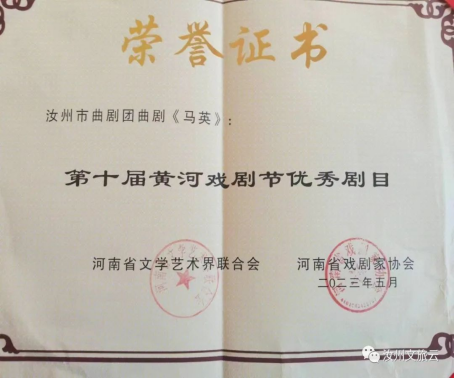 荣誉证书
汝州市曲剧团曲剧《马英》：
第十届黄河戏剧节优秀剧目
河南省文学艺术界联合会 河南省戏剧家协会
二〇二三年五月
汝州文旅云